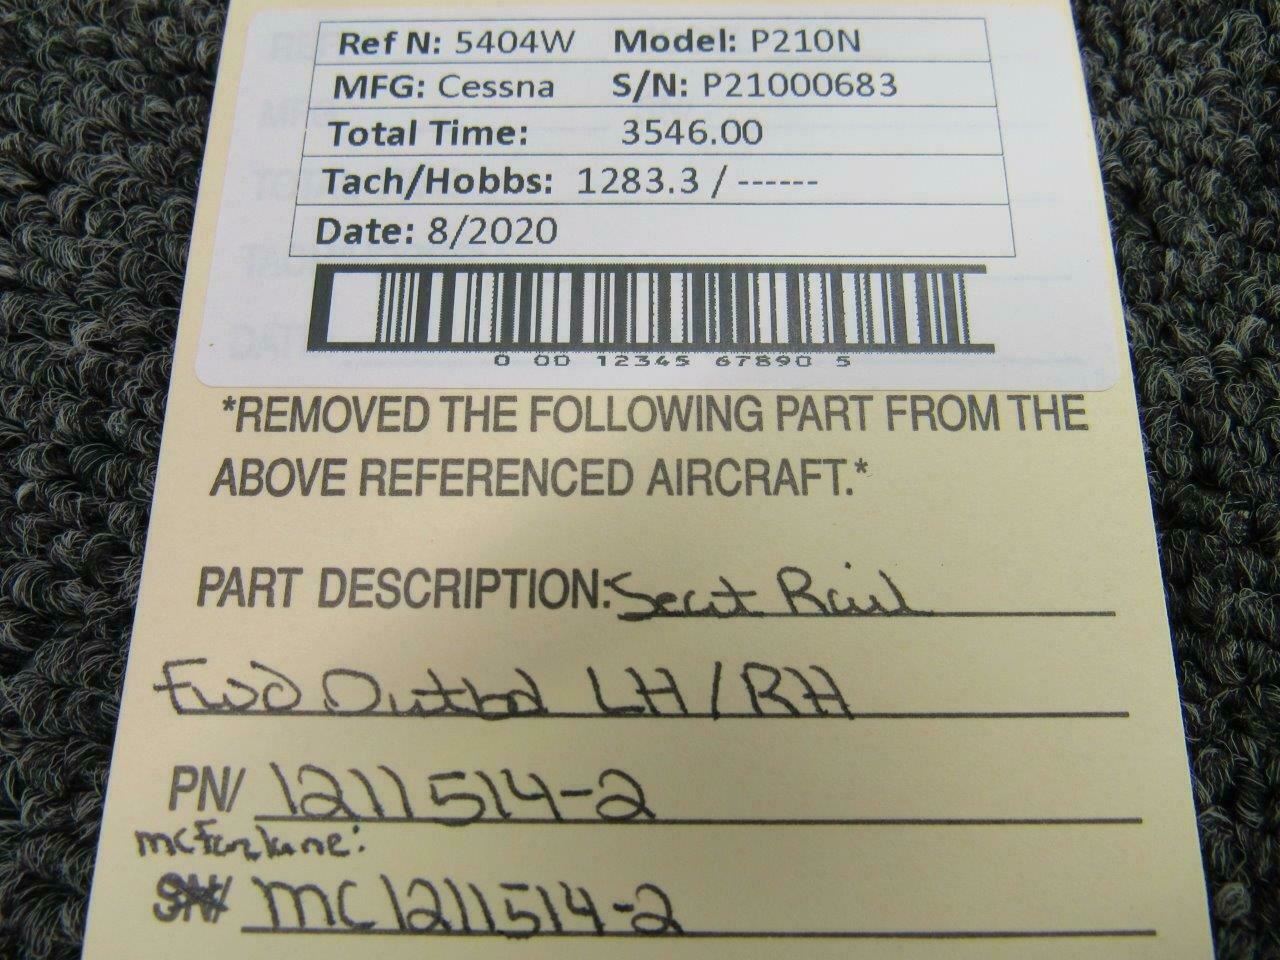 Ref N: 5404W Model: P210N
MFG: Cessna S/N: P21000683
Total Time: 3546.00
Tach/Hobbs: 1283.3 / ------
Date: 8/2020
0 00 12345 67890 5
*REMOVED THE FOLLOWING PART FROM THE
ABOVE REFERENCED AIRCRAFT.*
PART DESCRIPTION: Seat Rail
Fwd Outbd LH/RH
PN/ 1211514-2
McFarlane:
SN/ MC1211514-2